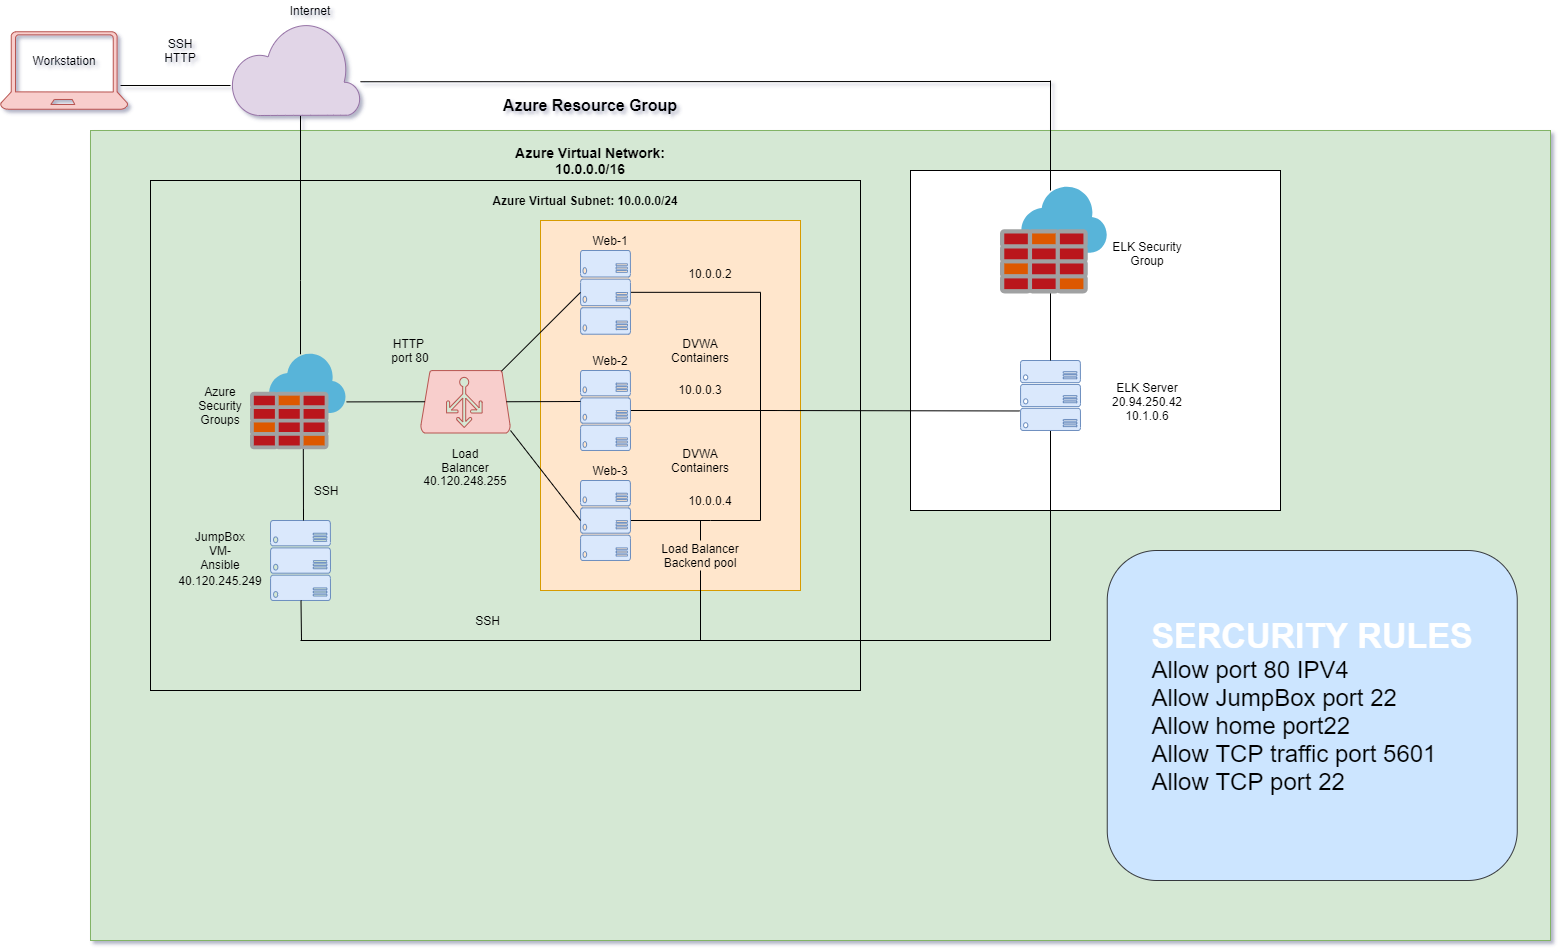 Internet
SSH
HTTP
Workstation
Azure Resource Group
Azure Virtual Network:
10.0.0.0/16
Azure Virtual Subnet: 10.0.0.0/24
Web-1
10.0.0.2
HTTP
port 80
DVWA
Containers
Web-2
10.0.0.3
Azure
Security
Groups
Load
Balancer
40.120.248.255
DVWA
Containers
Web-3
10.0.0.4
SSH
JumpBox
VM-
Ansible
40.120.245.249
Load Balancer
Backend pool
SSH
ELK Security
Group
ELK Server
20.94.250.42
10.1.0.6
SERCURITY RULES
Allow port 80 IPV4
Allow JumpBox port 22
Allow home port22
Allow TCP traffic port 5601
Allow TCP port 22